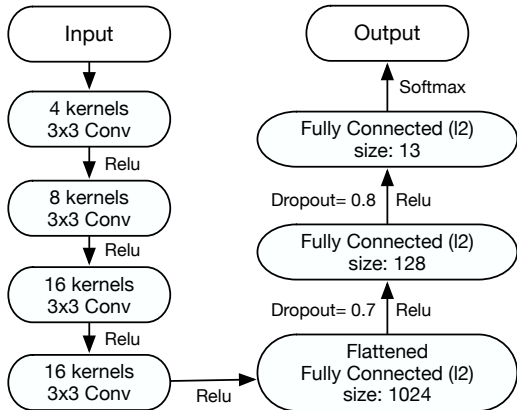 Input
4 kernels
3x3 Conv
Relu
8 kernels
3x3 Conv
Relu
16 kernels
3x3 Conv
Relu
16 kernels
3x3 Conv
Relu
Flattened
Fully Connected (l2)
size: 1024
Dropout= 0.7 Relu
Fully Connected (l2)
size: 128
Dropout= 0.8 Relu
Fully Connected (l2)
size: 13
Softmax
Output